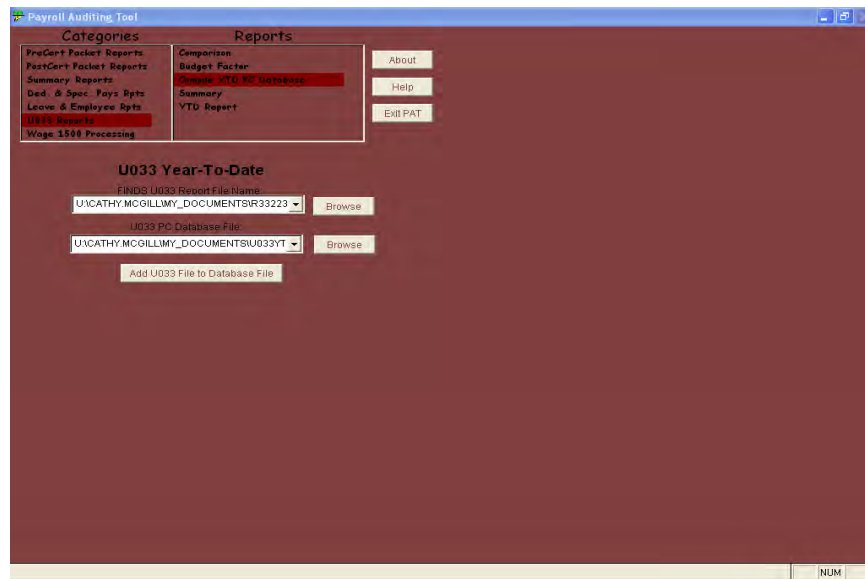 Payroll Auditing Tool
Categories
Reports
PreCert Packet Reports
PostCert Packet Reports
Summary Reports
Ded. & Spec. Pays Rpts
Leave & Employee Rpts
U033 Reports
Wage 1500 Processing
Comparison
Budget Factor
Compile YTD PC Database
Summary
YTD Report
About
Help
Exit PAT
U033 Year-To-Date
FINDS U033 Report File Name:
U:\CATHY.MCGILL\MY_DOCUMENTS\R33223
Browse
U033 PC Database File:
U:\CATHY.MCGILL\MY_DOCUMENTS\U033YT
Browse
Add U033 File to Database File
NUM